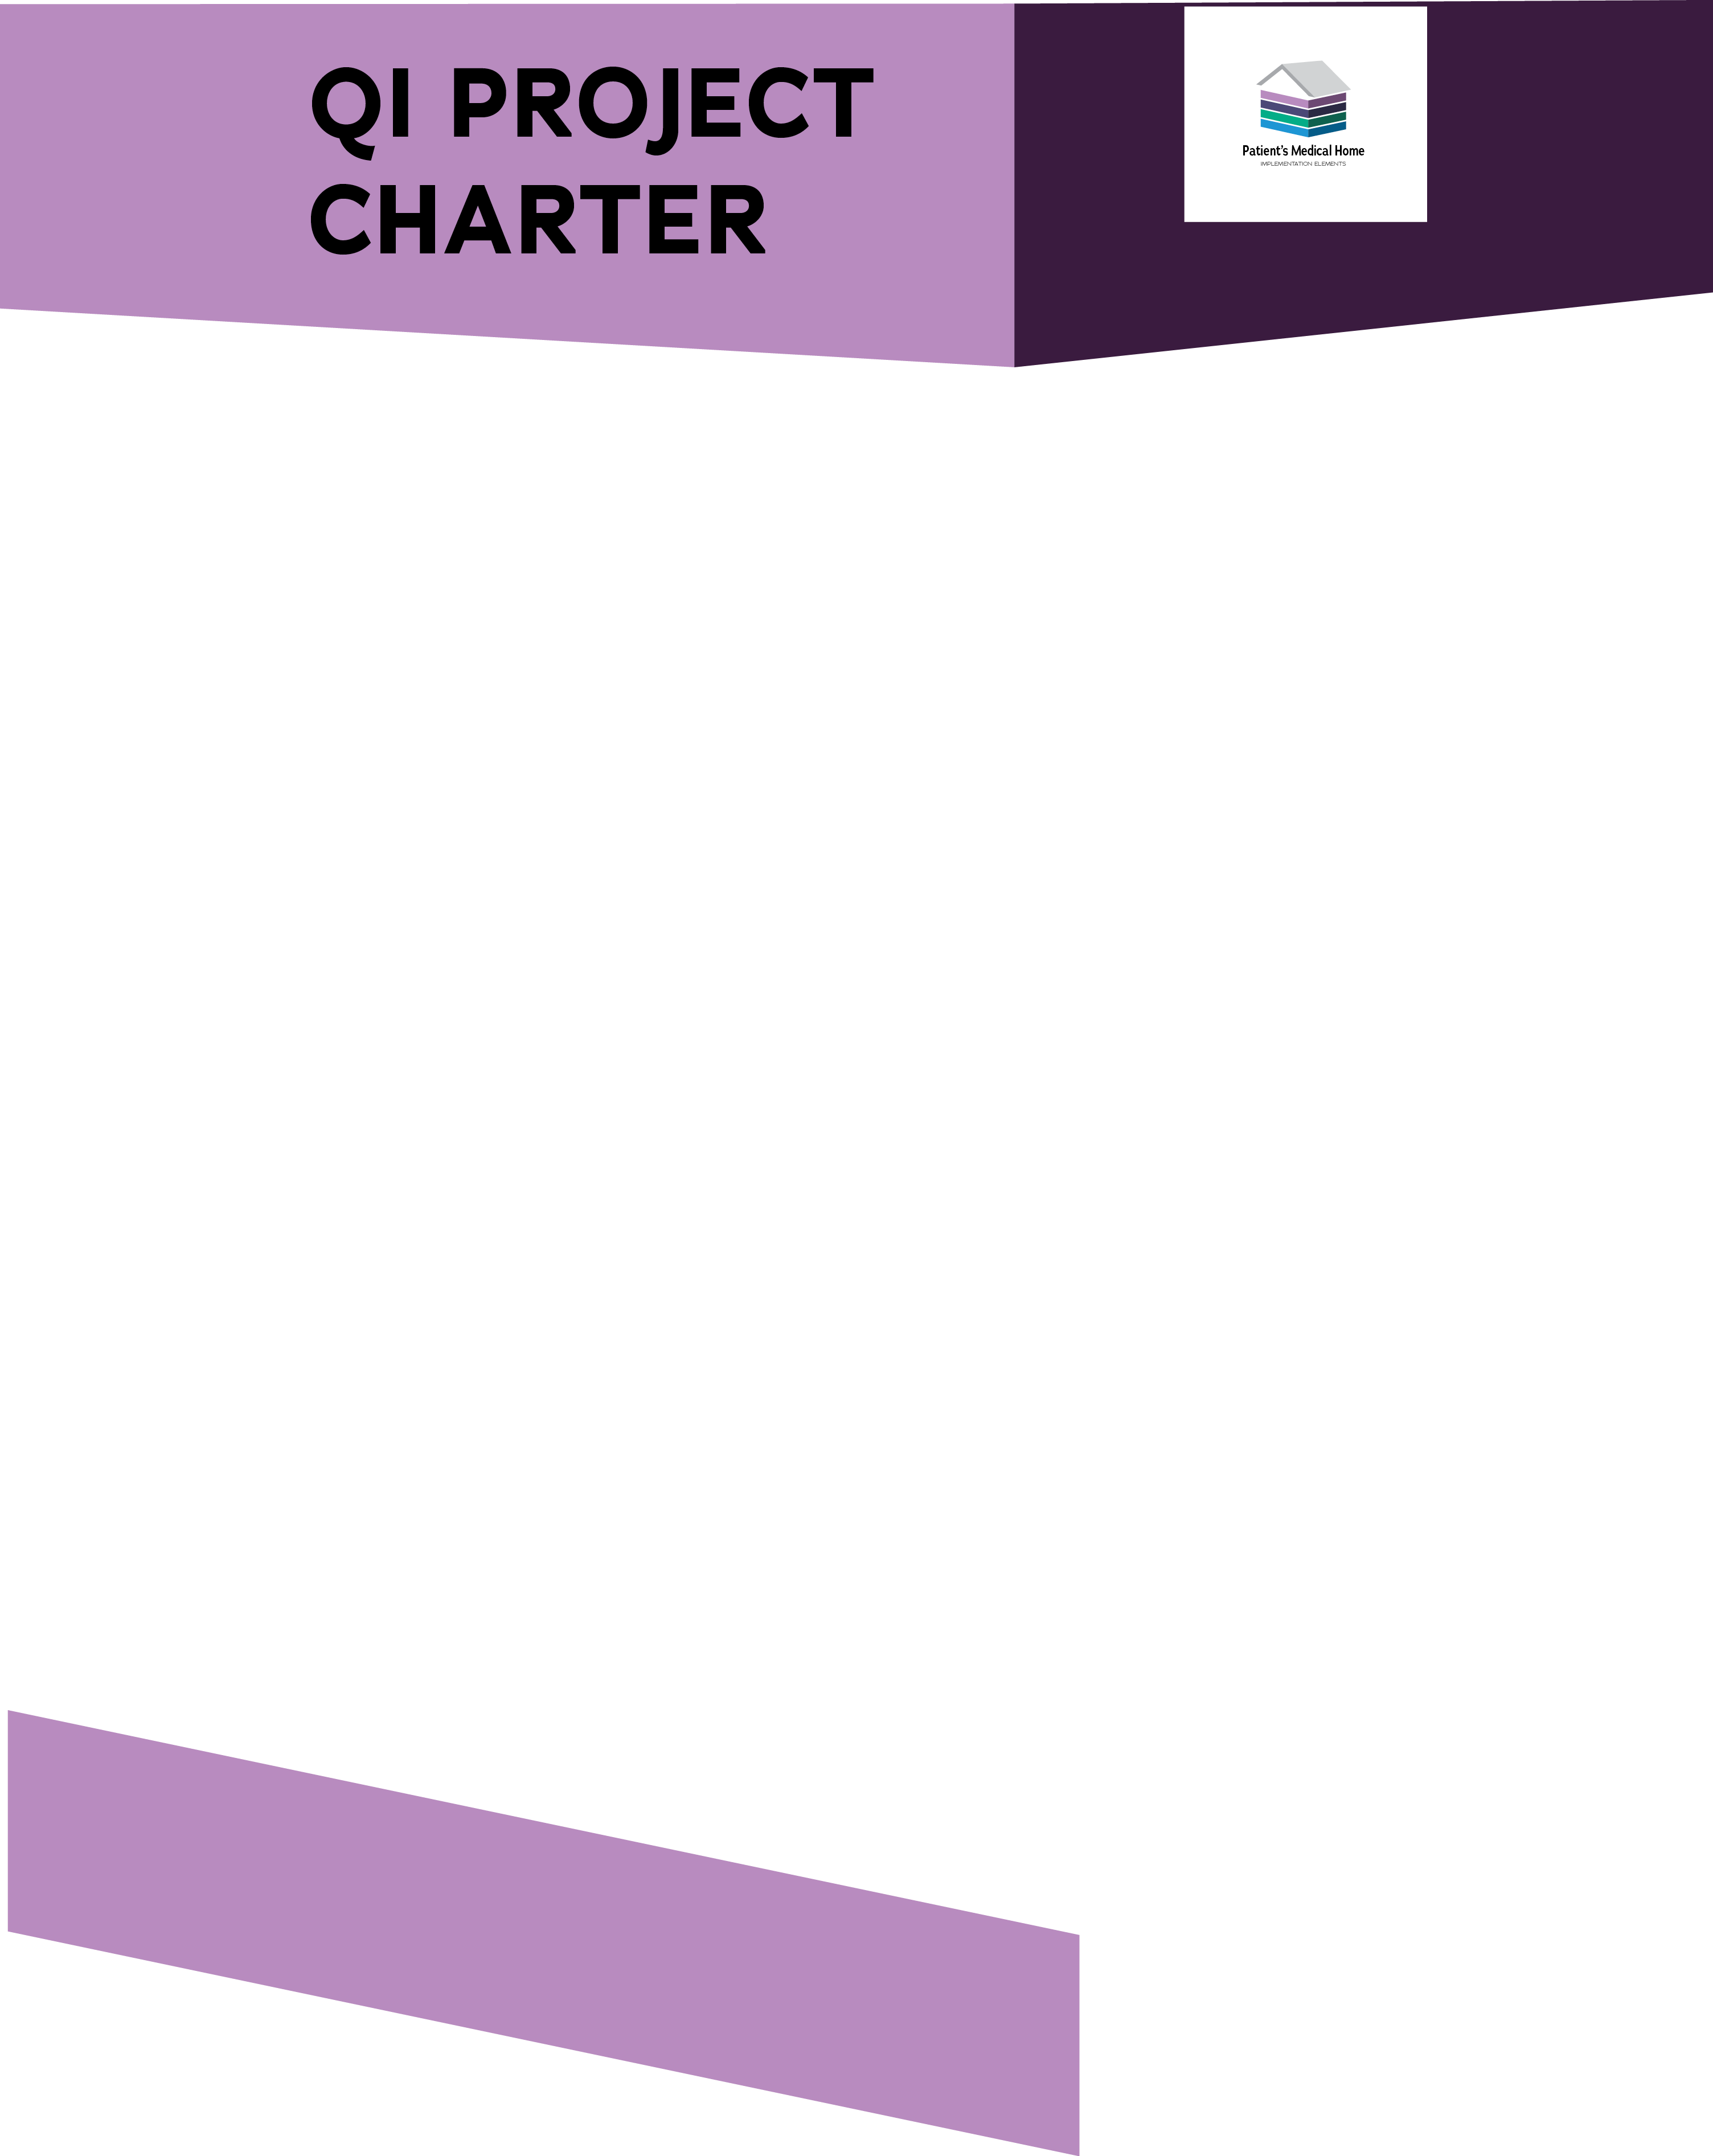 QI PROJECT
CHARTER
Patient's Medical Home
IMPLEMENTATION ELEMENTS